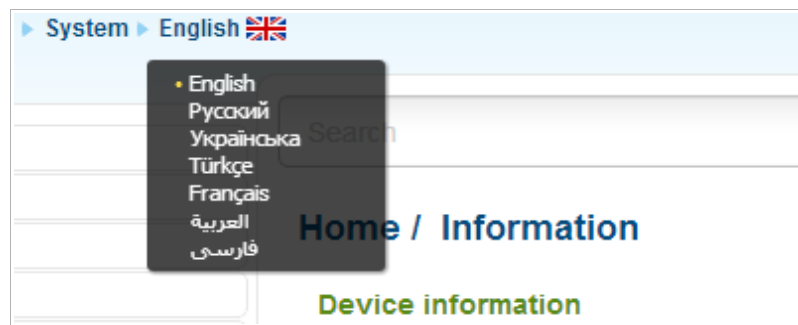 System English
English
Русский
Українська
Türkçe
Français
العربية
فارسی
Search
Home / Information
Device information